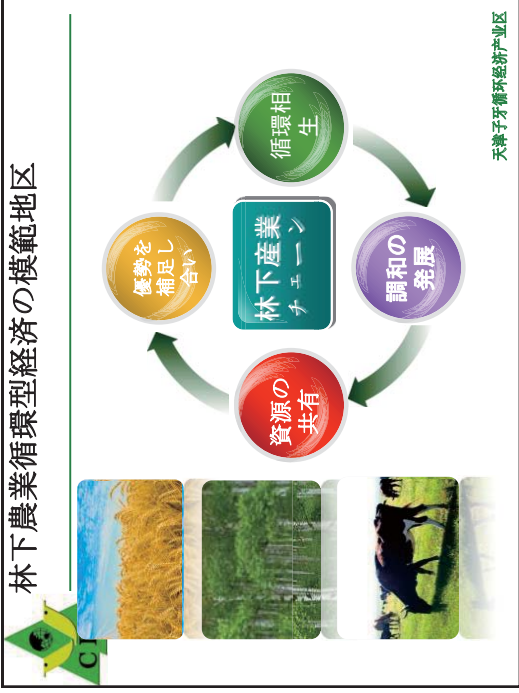 林下農業循環型経済の模範地区
優勢を
補足し
合い
資源の
共有
林下産業
チェーン
循環相
生
調和の
発展
天津子牙循环经济产业区